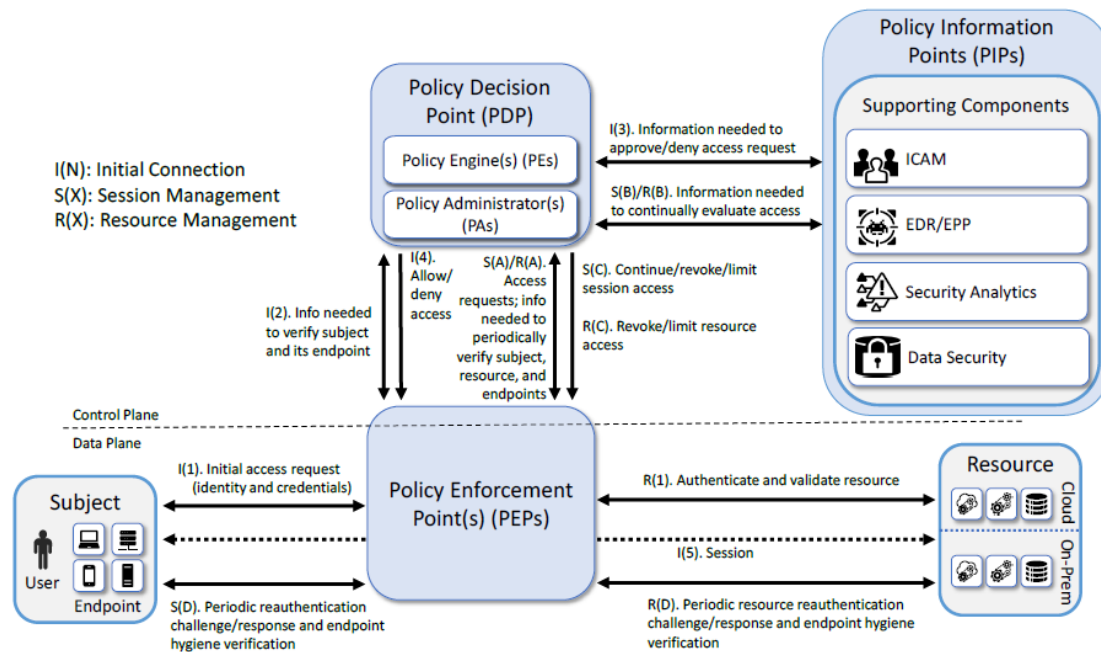 Policy Information
Points (PIPs)
Supporting Components
ICAM
EDR/EPP
Security Analytics
Data Security
Policy Decision
Point (PDP)
Policy Engine(s) (PEs)
Policy Administrator(s)
(PAs)
I(N): Initial Connection
S(X): Session Management
R(X): Resource Management
I(3). Information needed to
approve/deny access request
S(B)/R(B). Information needed
to continually evaluate access
I(2). Info needed
to verify subject
and its endpoint
I(4).
Allow/
deny
access
S(A)/R(A).
Access
requests; info
needed to
periodically
verify subject,
resource, and
endpoints
S(C). Continue/revoke/limit
session access
R(C). Revoke/limit resource
access
Control Plane
Data Plane
Subject
User
Endpoint
I(1). Initial access request
(identity and credentials)
S(D). Periodic reauthentication
challenge/response and endpoint
hygiene verification
Policy Enforcement
Point(s) (PEPs)
R(1). Authenticate and validate resource
I(5). Session
R(D). Periodic resource reauthentication
challenge/response and endpoint hygiene
verification
Resource
Cloud
On-Prem